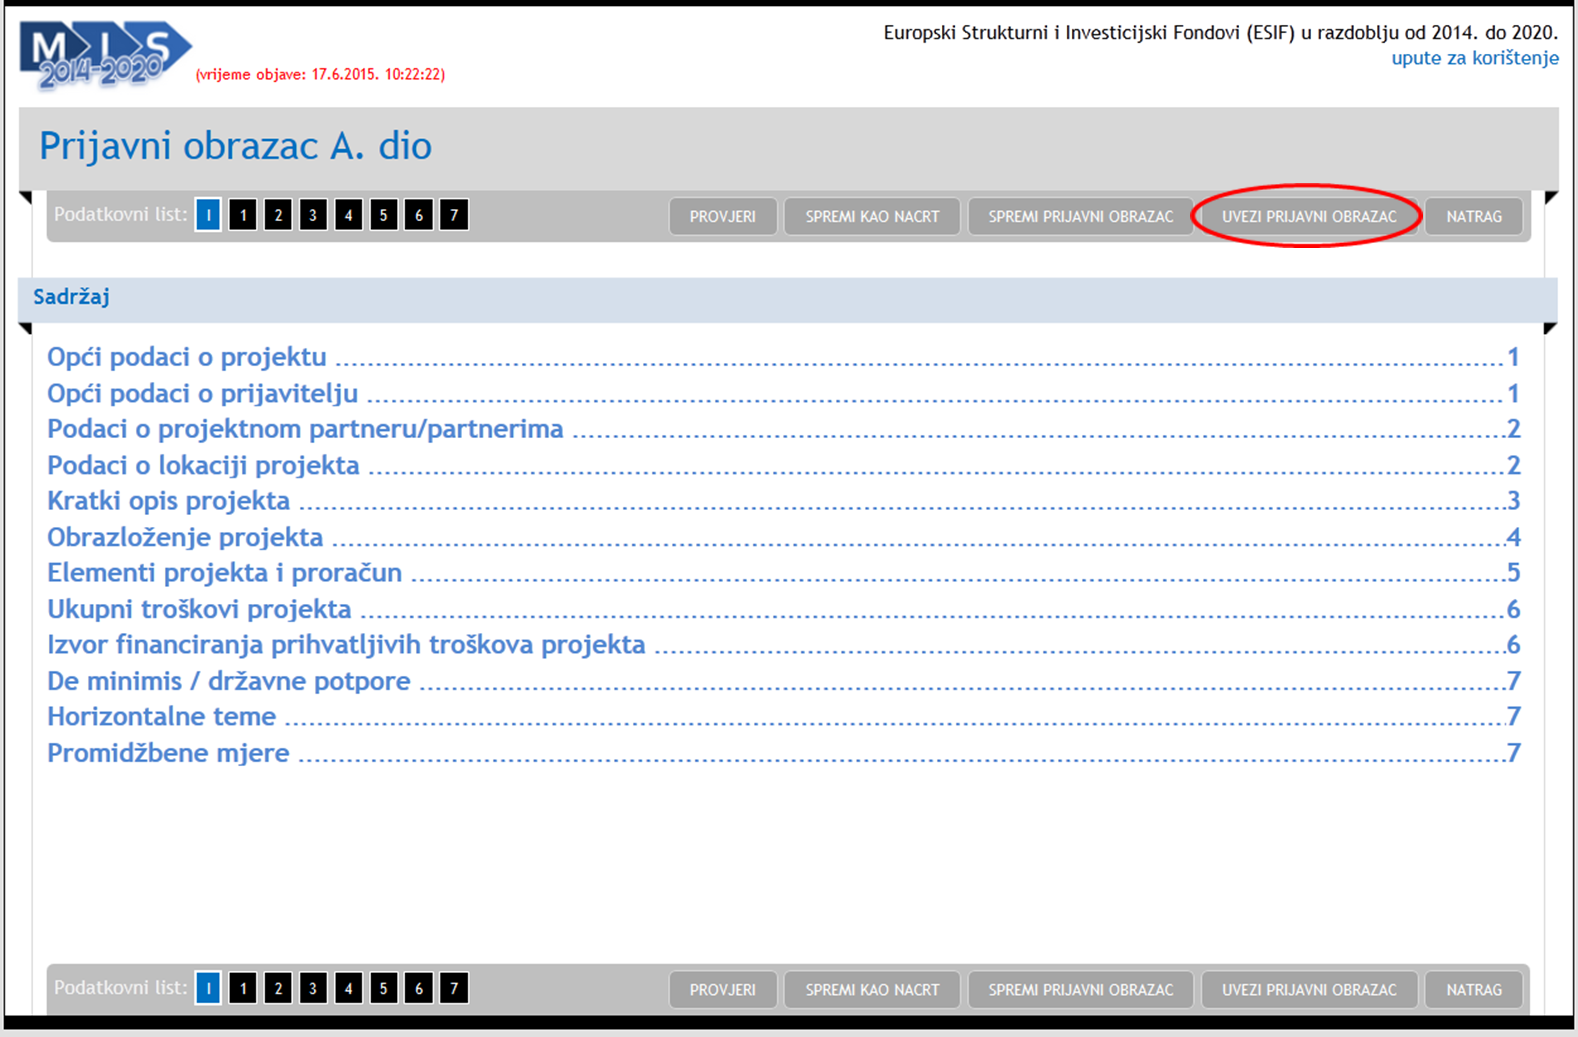 MIS
2014-2020
(vrijeme objave: 17.6.2015. 10:22:22)
Europski Strukturni i Investicijski Fondovi (ESIF) u razdoblju od 2014. do 2020.
upute za korištenje
Prijavni obrazac A. dio
Podatkovni list: I 1 2 3 4 5 6 7 PROVJERI SPREMI KAO NACRT SPREMI PRIJAVNI OBRAZAC UVEZI PRIJAVNI OBRAZAC NATRAG
Sadržaj
Opći podaci o projektu 1
Opći podaci o prijavitelju 1
Podaci o projektnom partneru/partnerima 2
Podaci o lokaciji projekta 2
Kratki opis projekta 3
Obrazloženje projekta 4
Elementi projekta i proračun 5
Ukupni troškovi projekta 6
Izvor financiranja prihvatljivih troškova projekta 6
De minimis / državne potpore 7
Horizontalne teme 7
Promidžbene mjere 7
Podatkovni list: I 1 2 3 4 5 6 7 PROVJERI SPREMI KAO NACRT SPREMI PRIJAVNI OBRAZAC UVEZI PRIJAVNI OBRAZAC NATRAG